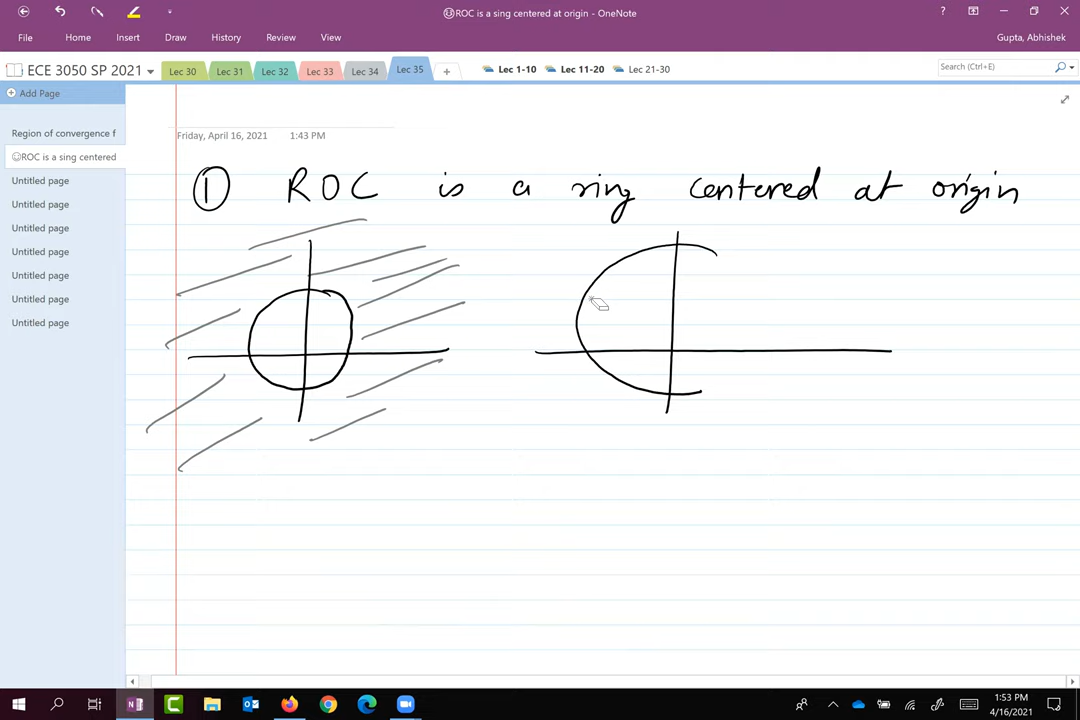 ROC is a sing centered at origin - OneNote
?
File Home Insert Draw History Review View
Gupta, Abhishek
ECE 3050 SP 2021
Lec 30 Lec 31 Lec 32 Lec 33 Lec 34 Lec 35 +
Lec 1-10 Lec 11-20 Lec 21-30
Search (Ctrl+E)
Add Page
Region of convergence f
ROC is a sing centered
Untitled page
Untitled page
Untitled page
Untitled page
Untitled page
Untitled page
Untitled page
Friday, April 16, 2021 1:43 PM
① ROC is a ring centered at origin
1:53 PM
4/16/2021